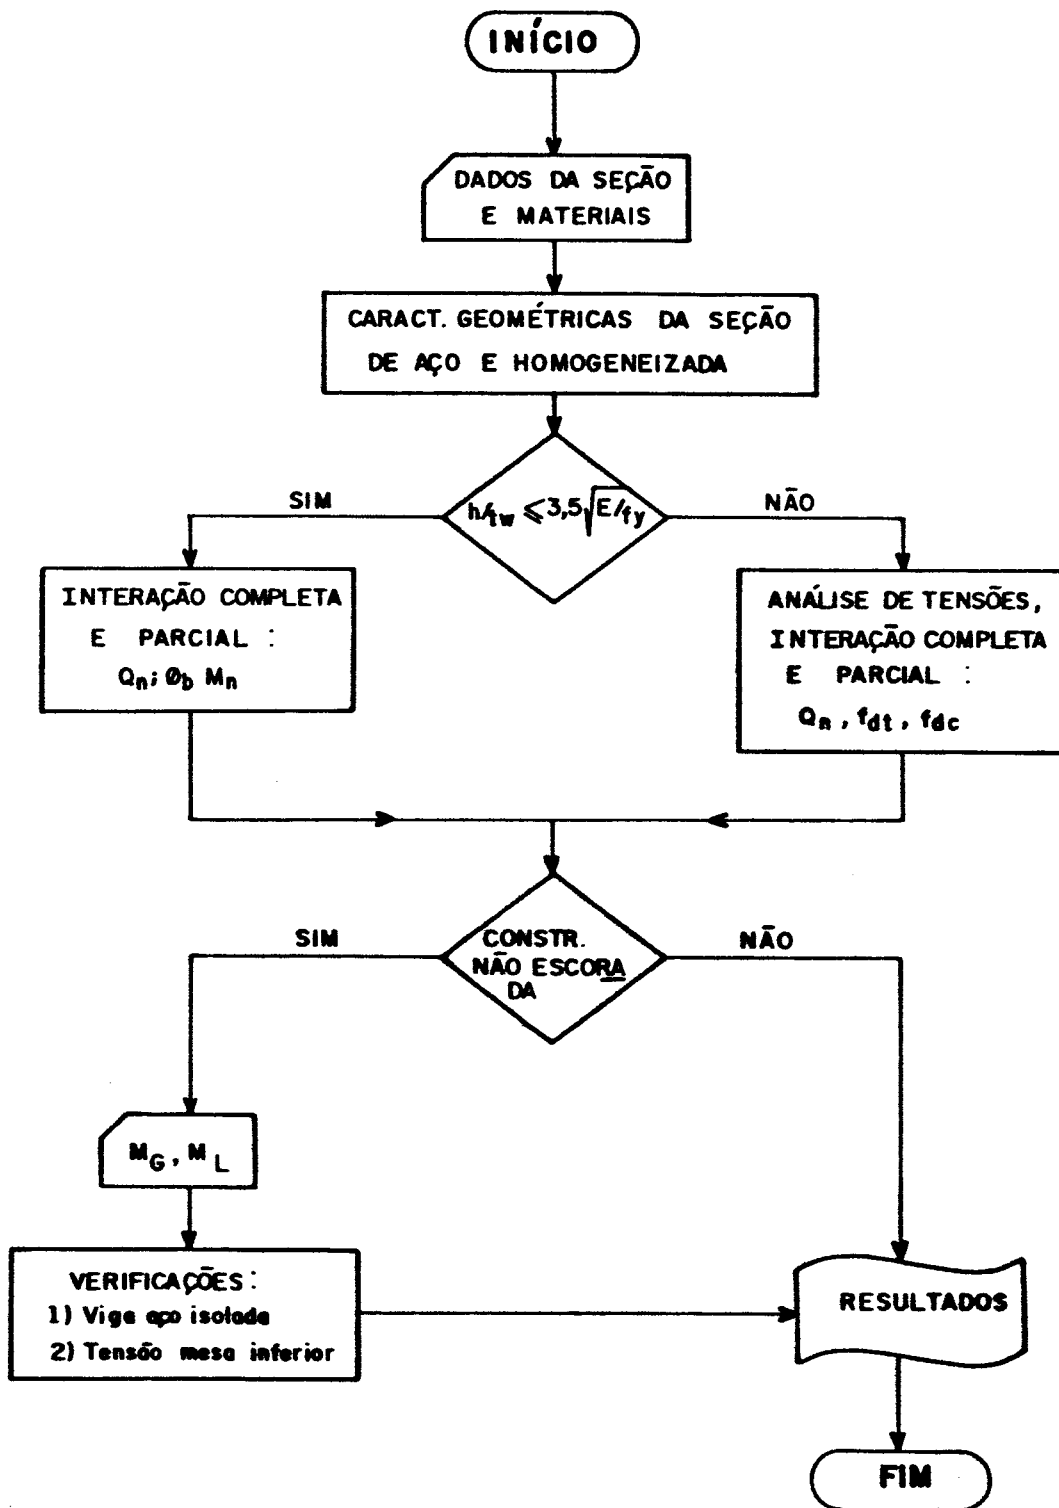 INÍCIO
DADOS DA SEÇÃO
E MATERIAIS
CARACT. GEOMÉTRICAS DA SEÇÃO
DE AÇO E HOMOGENEIZADA
h/tw ⩽ 3,5√E/fy
SIM
NÃO
INTERAÇÃO COMPLETA
E PARCIAL :
Qn; Øb Mn
ANÁLISE DE TENSÕES,
INTERAÇÃO COMPLETA
E PARCIAL :
Qn, fdt, fdc
SIM
NÃO
CONSTR.
NÃO ESCORA
DA
MG, ML
VERIFICAÇÕES :
1) Viga aço isolada
2) Tensão mesa inferior
RESULTADOS
FIM